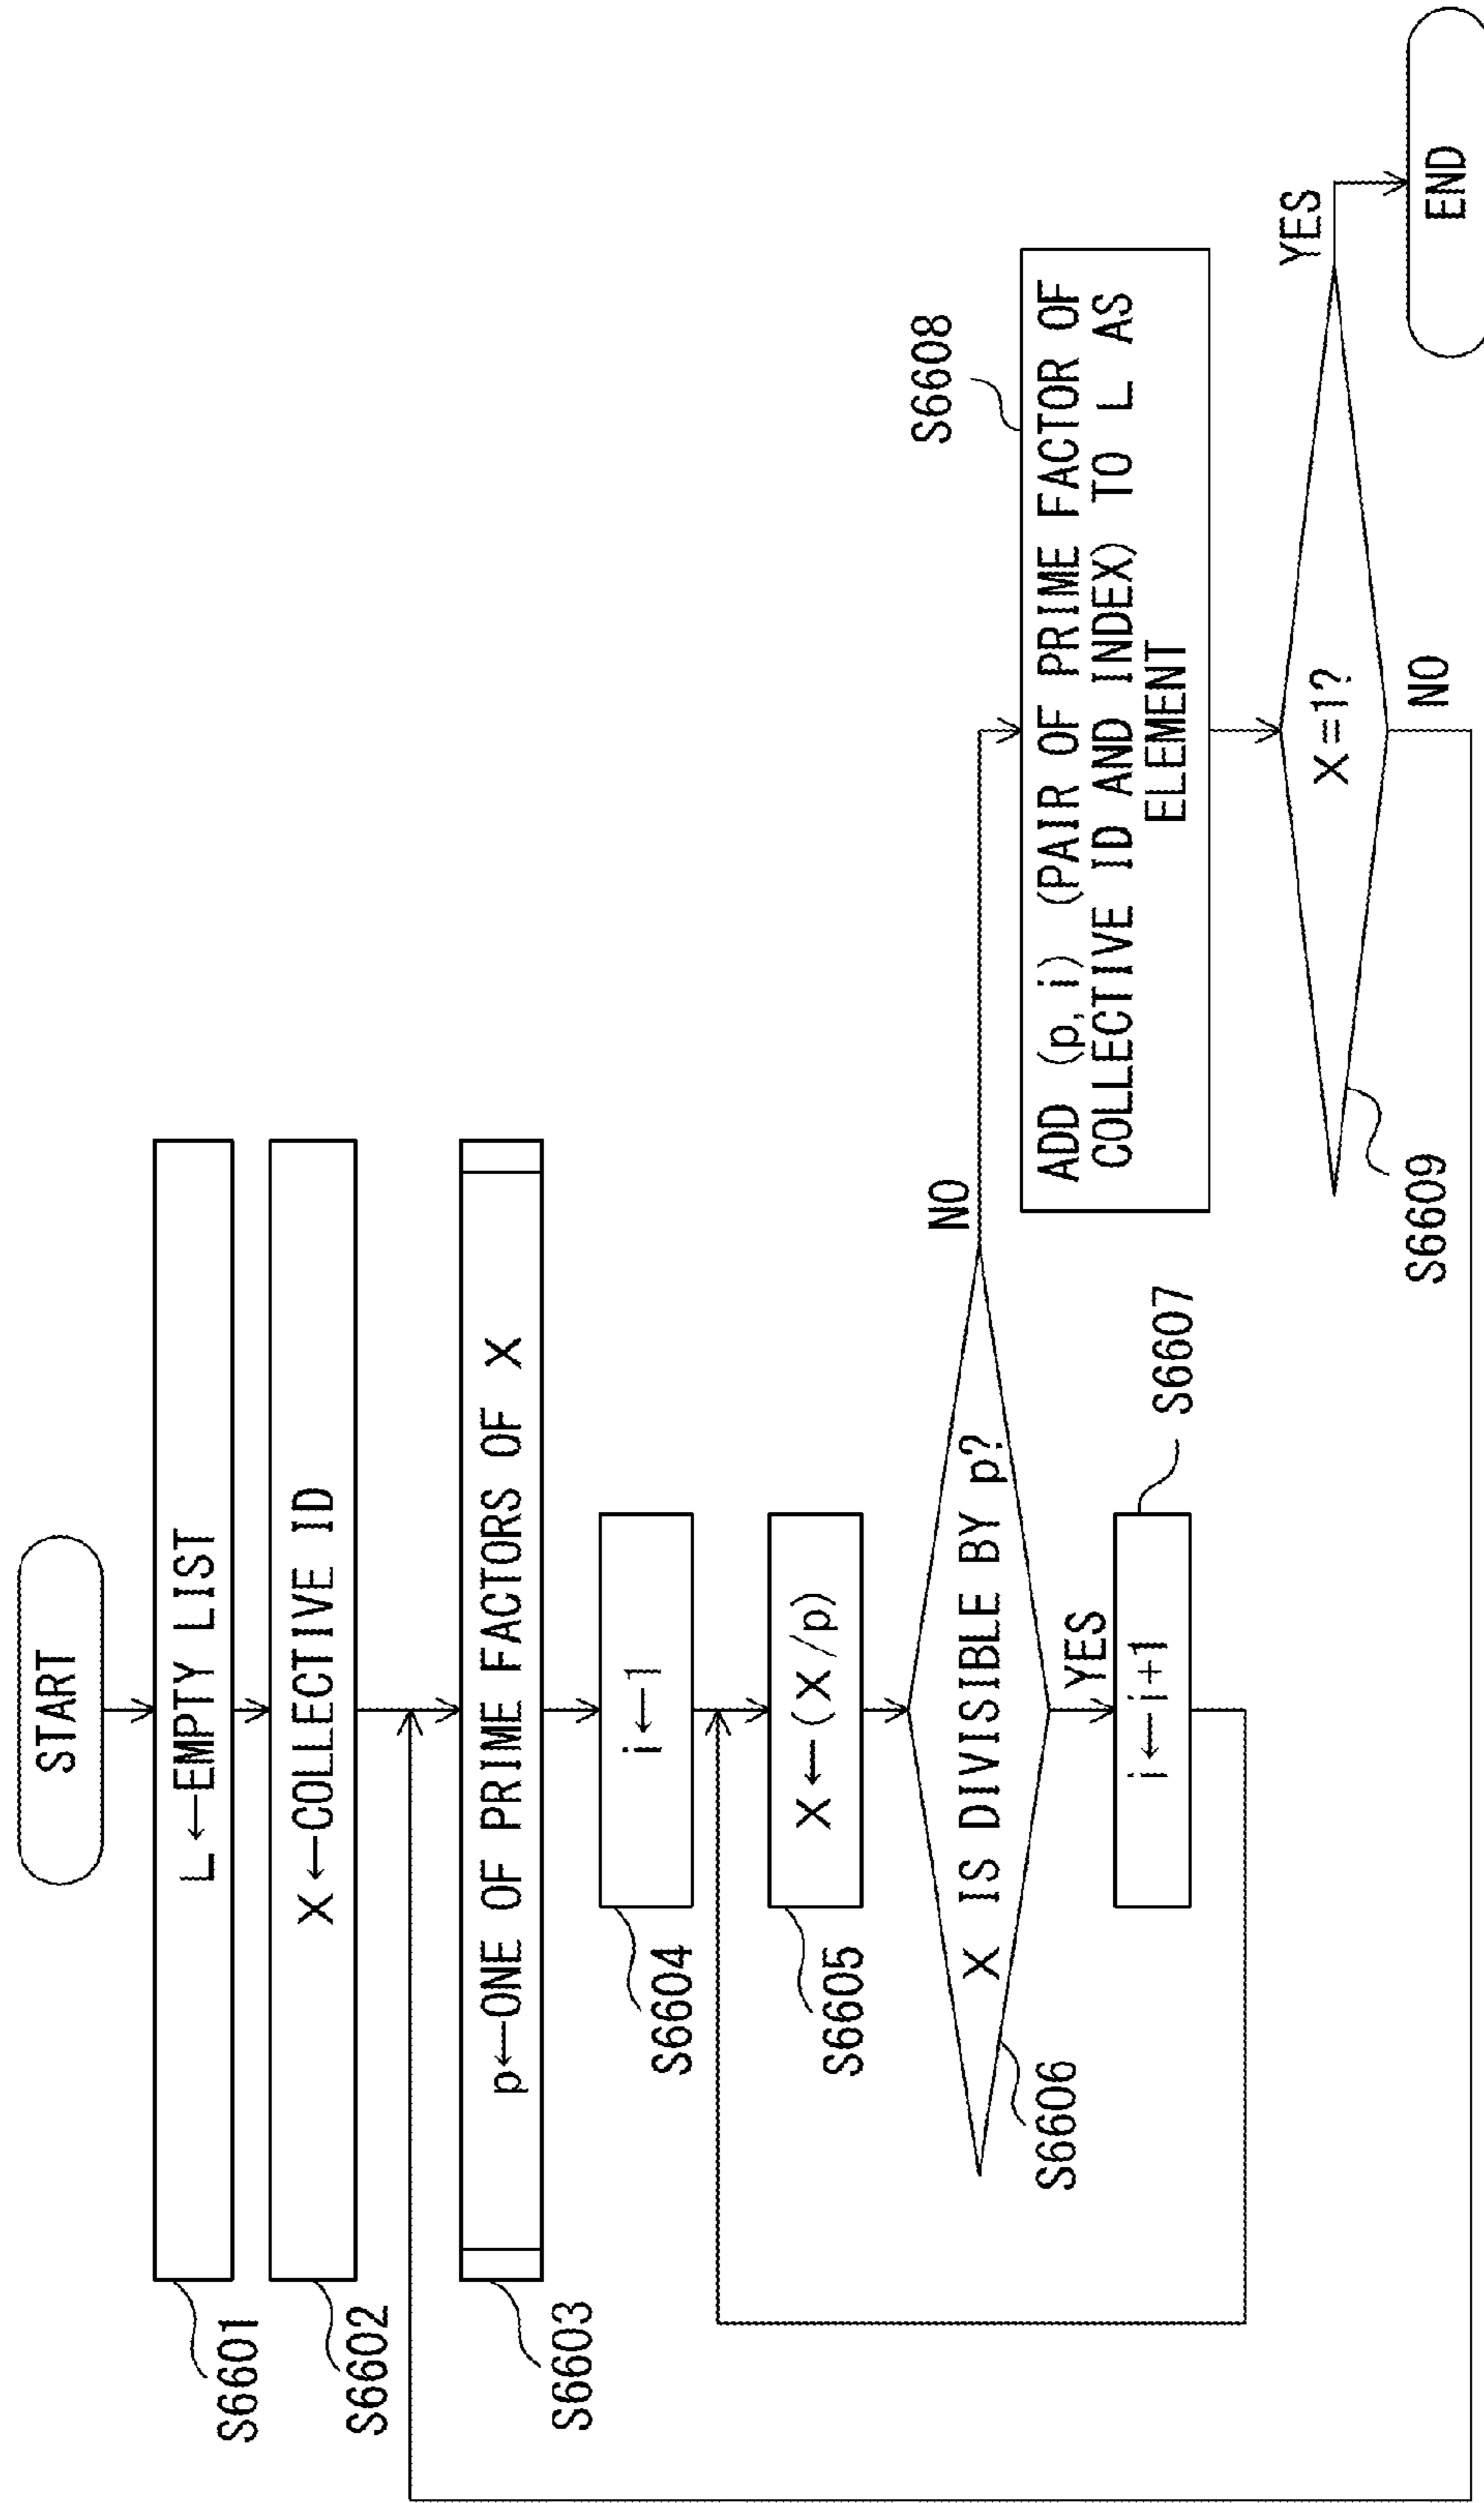 START
L←EMPTY LIST
S6601
X←COLLECTIVE ID
S6602
p←ONE OF PRIME FACTORS OF X
S6603
i←1
S6604
X←(X/p)
S6605
X IS DIVISIBLE BY p?
S6606
NO
YES
i←i+1
S6607
S6608
ADD (p,i) (PAIR OF PRIME FACTOR OF
COLLECTIVE ID AND INDEX) TO L AS
ELEMENT
X=1?
S6609
YES
NO
END